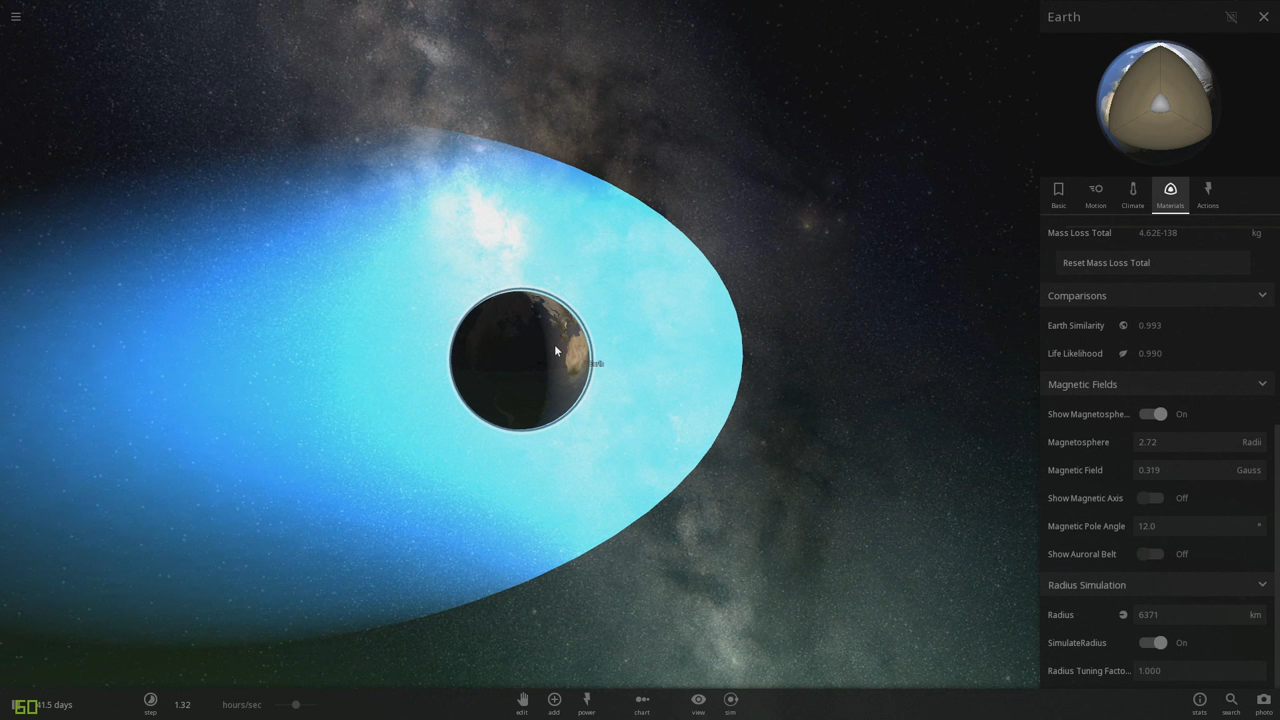 Earth
Basic Motion Climate Materials Actions
Mass Loss Total 4.62E-138 kg
Reset Mass Loss Total
Comparisons
Earth Similarity 0.993
Life Likelihood 0.990
Magnetic Fields
Show Magnetosphe... On
Magnetosphere 2.72 Radii
Magnetic Field 0.319 Gauss
Show Magnetic Axis Off
Magnetic Pole Angle 12.0 °
Show Auroral Belt Off
Radius Simulation
Radius 6371 km
SimulateRadius On
Radius Tuning Facto... 1.000
Earth
60 41.5 days step 1.32 hours/sec edit add power chart view sim stats search photo